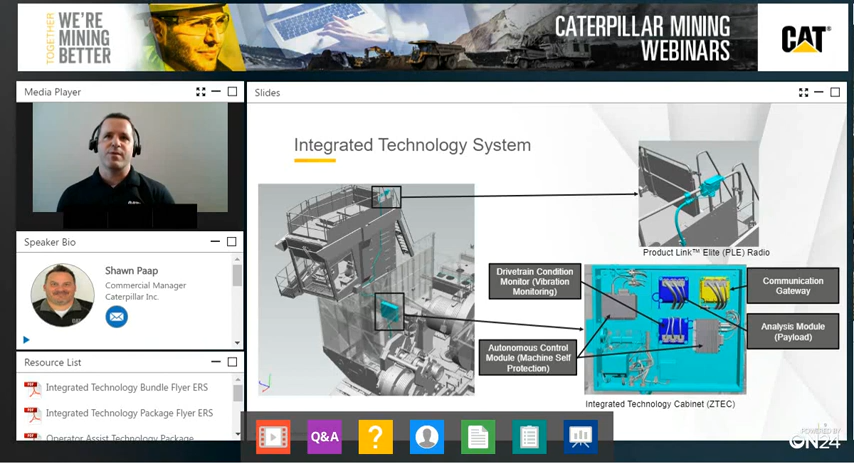 TOGETHER
WE'RE
MINING
BETTER
CATERPILLAR MINING
WEBINARS
CAT
Media Player
Slides
Integrated Technology System
Product Link™ Elite (PLE) Radio
Speaker Bio
Shawn Paap
Commercial Manager
Caterpillar Inc.
Drivetrain Condition
Monitor (Vibration
Monitoring)
Communication
Gateway
Analysis Module
(Payload)
Autonomous Control
Module (Machine Self
Protection)
Integrated Technology Cabinet (ZTEC)
Resource List
Integrated Technology Bundle Flyer ERS
Integrated Technology Package Flyer ERS
Operator Assist Technology Package
Q&A
?
POWERED BY
ON24